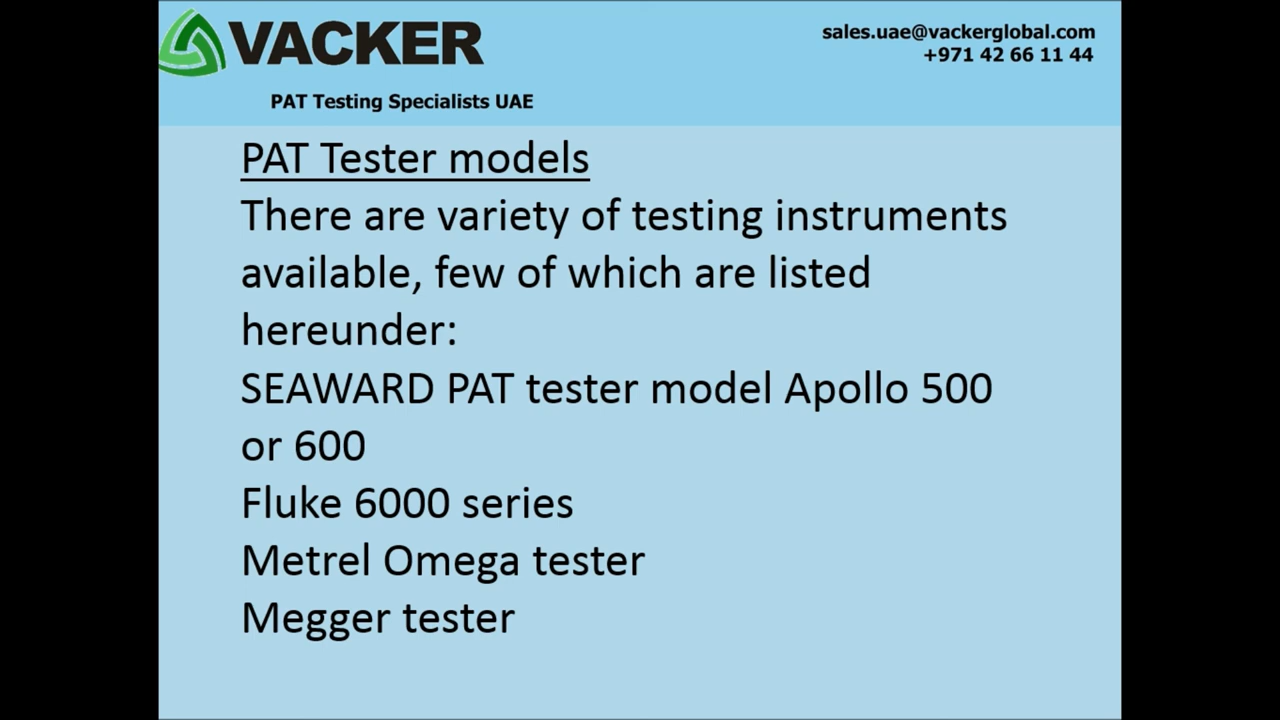 VACKER
sales.uae@vackerglobal.com
+971 42 66 11 44
PAT Testing Specialists UAE
PAT Tester models
There are variety of testing instruments
available, few of which are listed
hereunder:
SEAWARD PAT tester model Apollo 500
or 600
Fluke 6000 series
Metrel Omega tester
Megger tester